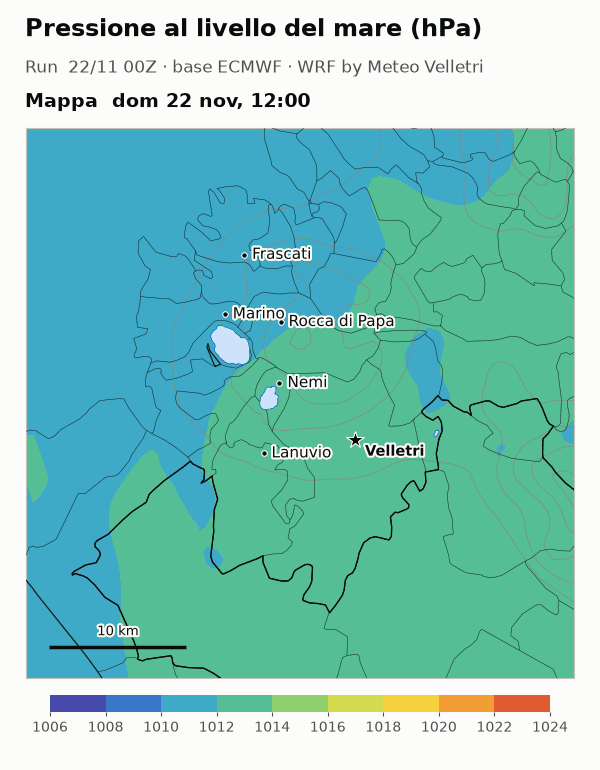 Pressione al livello del mare (hPa)
Run  22/11 00Z · base ECMWF · WRF by Meteo Velletri
Mappa  dom 22 nov, 12:00
Frascati
Marino
Rocca di Papa
Nemi
Velletri
Lanuvio
10 km
1006 1008 1010 1012 1014 1016 1018 1020 1022 1024